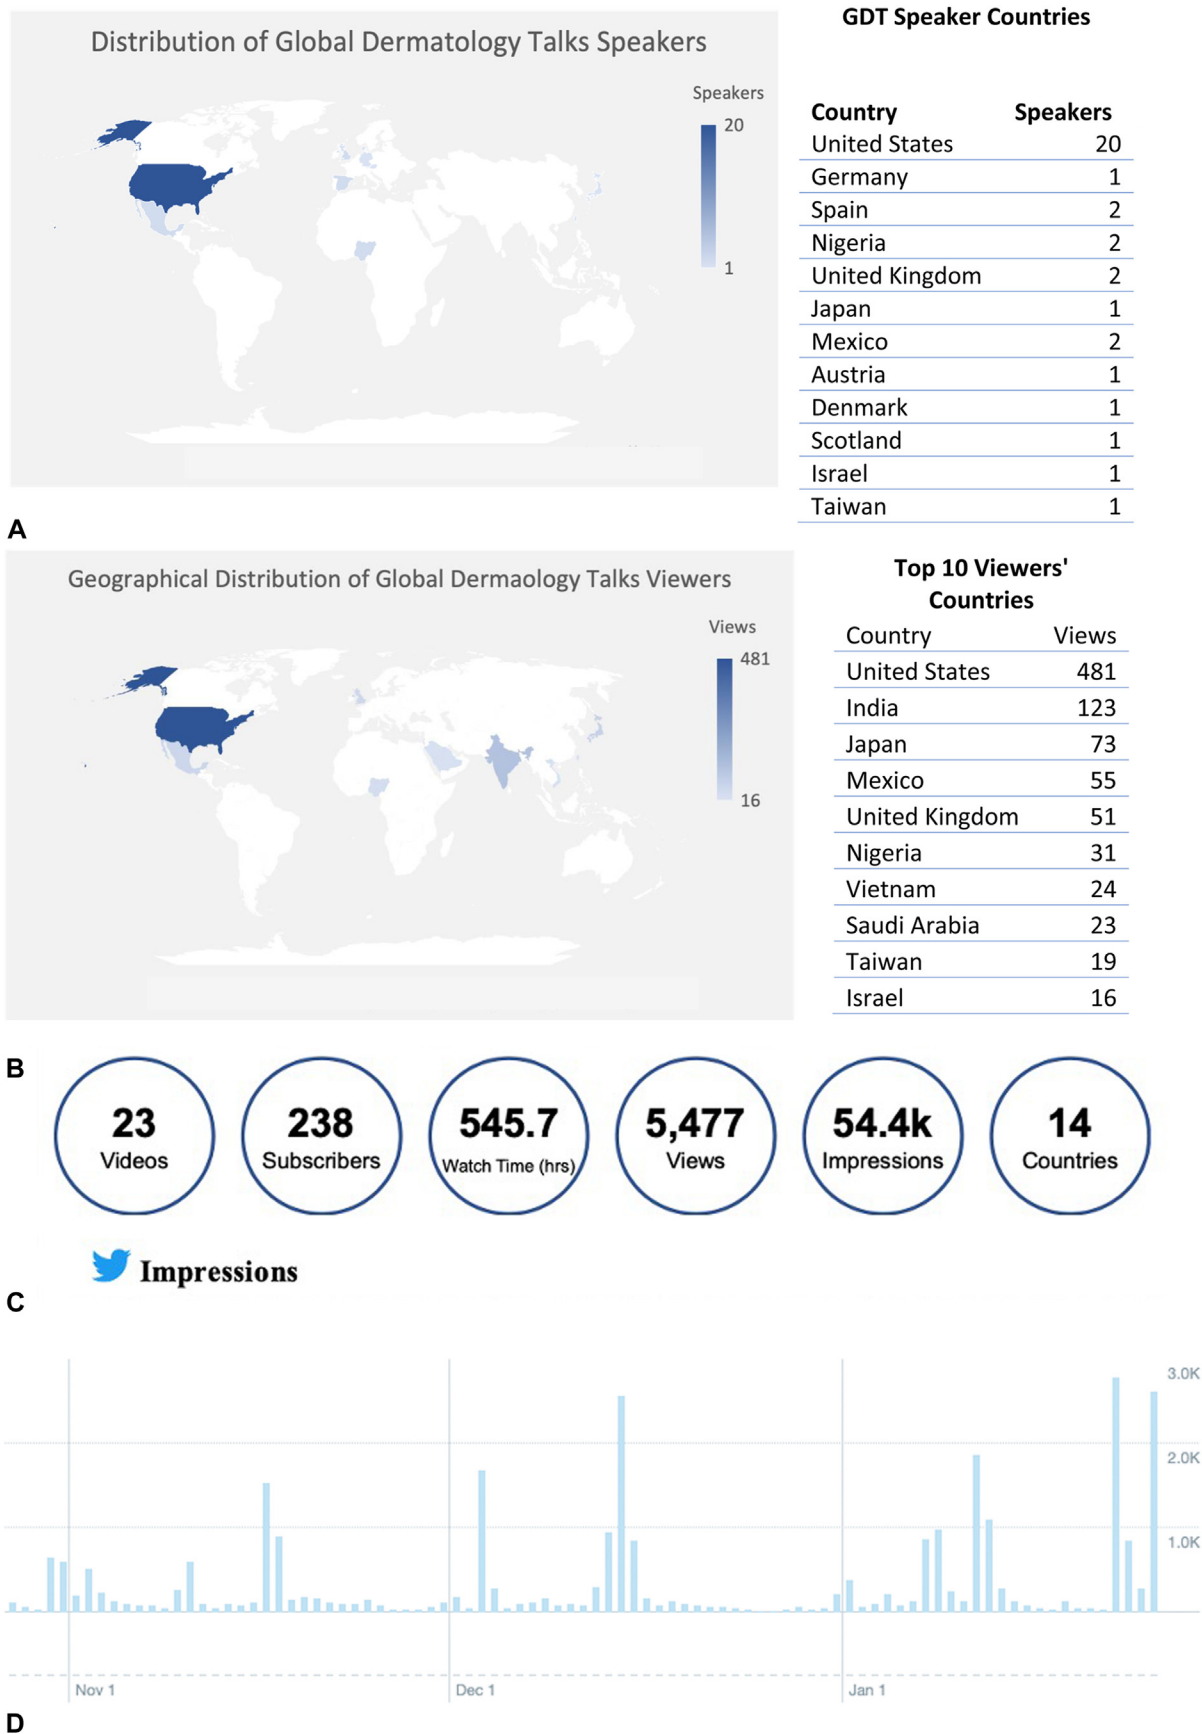 Distribution of Global Dermatology Talks Speakers
Speakers
20
1
GDT Speaker Countries
Country Speakers
United States 20
Germany 1
Spain 2
Nigeria 2
United Kingdom 2
Japan 1
Mexico 2
Austria 1
Denmark 1
Scotland 1
Israel 1
Taiwan 1
A
Geographical Distribution of Global Dermaology Talks Viewers
Views
481
16
Top 10 Viewers'
Countries
Country Views
United States 481
India 123
Japan 73
Mexico 55
United Kingdom 51
Nigeria 31
Vietnam 24
Saudi Arabia 23
Taiwan 19
Israel 16
B
23 238 545.7 5,477 54.4k 14
Videos Subscribers Watch Time (hrs) Views Impressions Countries
Impressions
C
3.0K
2.0K
1.0K
Nov 1 Dec 1 Jan 1
D